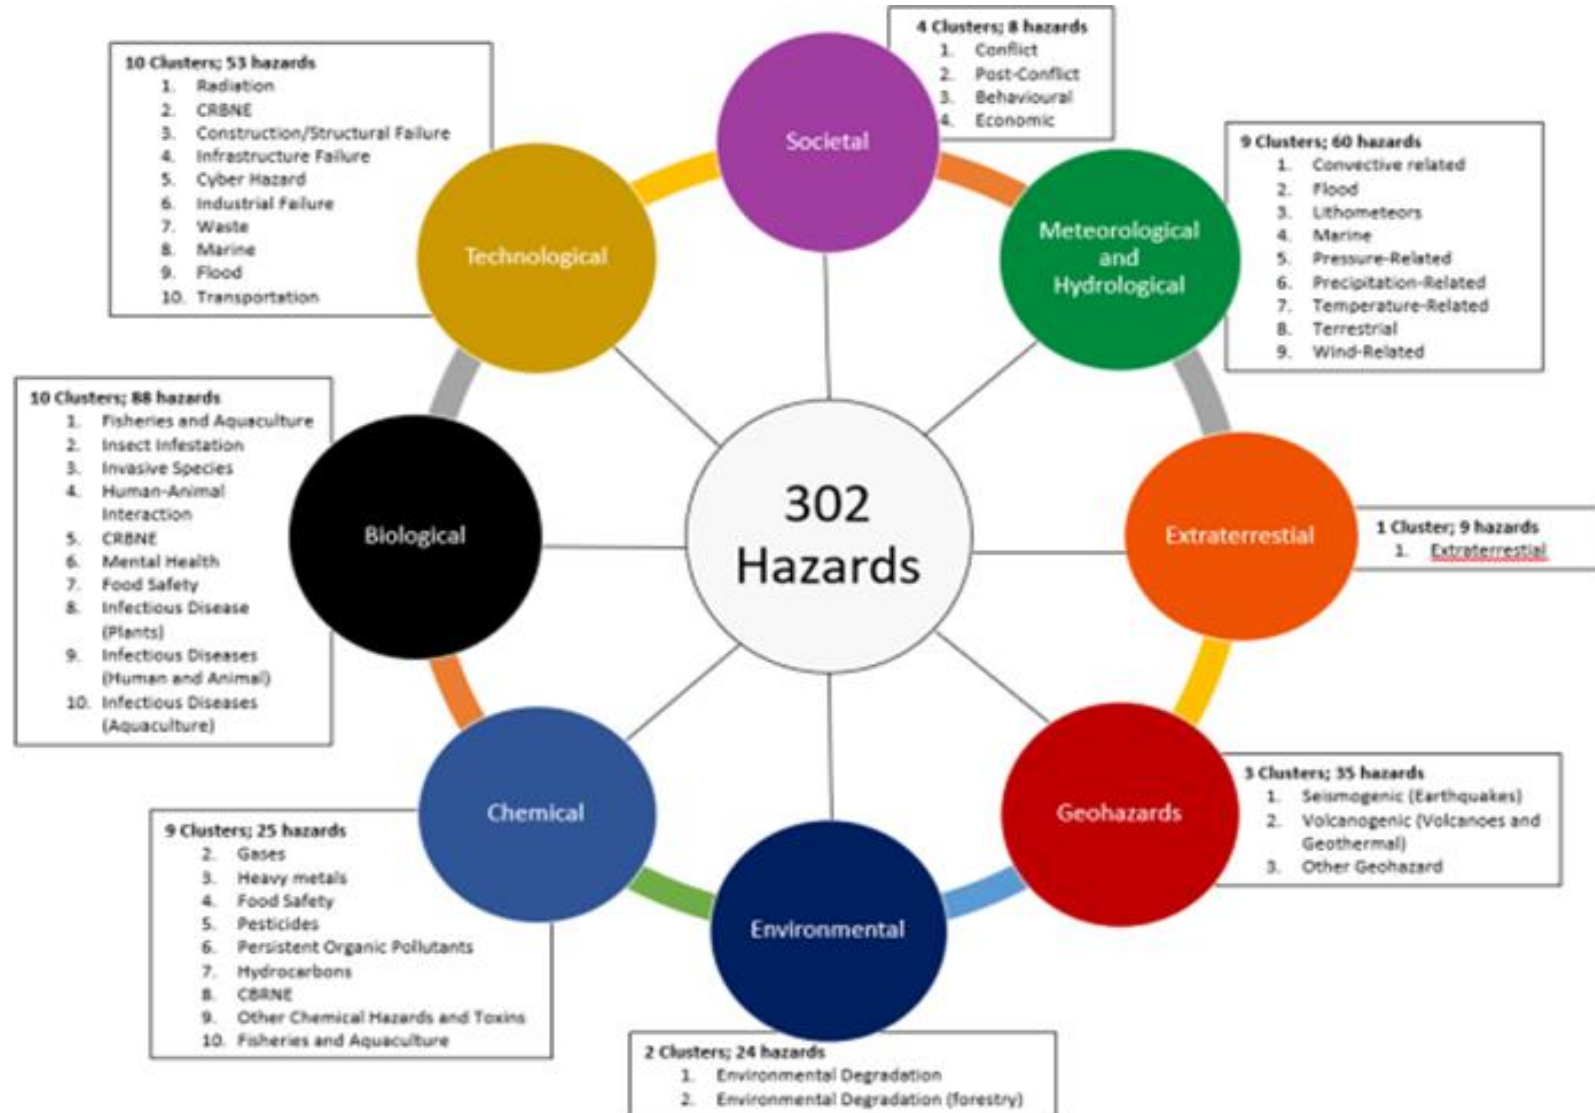 4 Clusters; 8 hazards
1. Conflict
2. Post-Conflict
3. Behavioural
4. Economic
Societal
10 Clusters; 53 hazards
1. Radiation
2. CRBNE
3. Construction/Structural Failure
4. Infrastructure Failure
5. Cyber Hazard
6. Industrial Failure
7. Waste
8. Marine
9. Flood
10. Transportation
Technological
9 Clusters; 60 hazards
1. Convective related
2. Flood
3. Lithometeors
4. Marine
5. Pressure-Related
6. Precipitation-Related
7. Temperature-Related
8. Terrestrial
9. Wind-Related
Meteorological
and
Hydrological
10 Clusters; 88 hazards
1. Fisheries and Aquaculture
2. Insect Infestation
3. Invasive Species
4. Human-Animal
Interaction
5. CRBNE
6. Mental Health
7. Food Safety
8. Infectious Disease
(Plants)
9. Infectious Diseases
(Human and Animal)
10. Infectious Diseases
(Aquaculture)
Biological
302
Hazards
Extraterrestial
1 Cluster; 9 hazards
1. Extraterrestial
Chemical
9 Clusters; 25 hazards
2. Gases
3. Heavy metals
4. Food Safety
5. Pesticides
6. Persistent Organic Pollutants
7. Hydrocarbons
8. CBRNE
9. Other Chemical Hazards and Toxins
10. Fisheries and Aquaculture
Geohazards
3 Clusters; 35 hazards
1. Seismogenic (Earthquakes)
2. Volcanogenic (Volcanoes and
Geothermal)
3. Other Geohazard
Environmental
2 Clusters; 24 hazards
1. Environmental Degradation
2. Environmental Degradation (forestry)